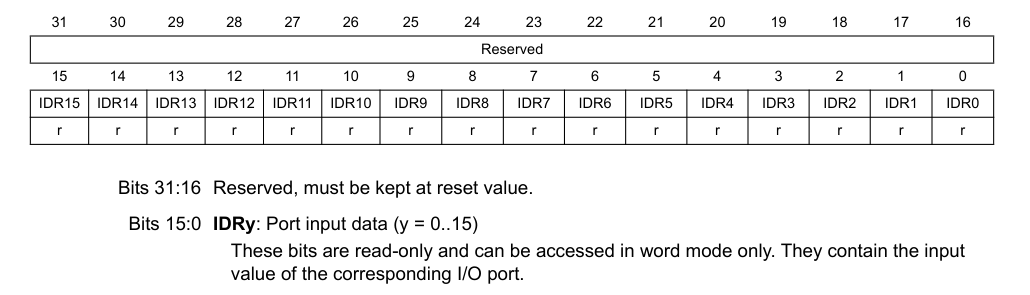 31 30 29 28 27 26 25 24 23 22 21 20 19 18 17 16
Reserved
15 14 13 12 11 10 9 8 7 6 5 4 3 2 1 0
IDR15 IDR14 IDR13 IDR12 IDR11 IDR10 IDR9 IDR8 IDR7 IDR6 IDR5 IDR4 IDR3 IDR2 IDR1 IDR0
r r r r r r r r r r r r r r r r
Bits 31:16 Reserved, must be kept at reset value.
Bits 15:0 IDRy: Port input data (y = 0..15)
These bits are read-only and can be accessed in word mode only. They contain the input
value of the corresponding I/O port.